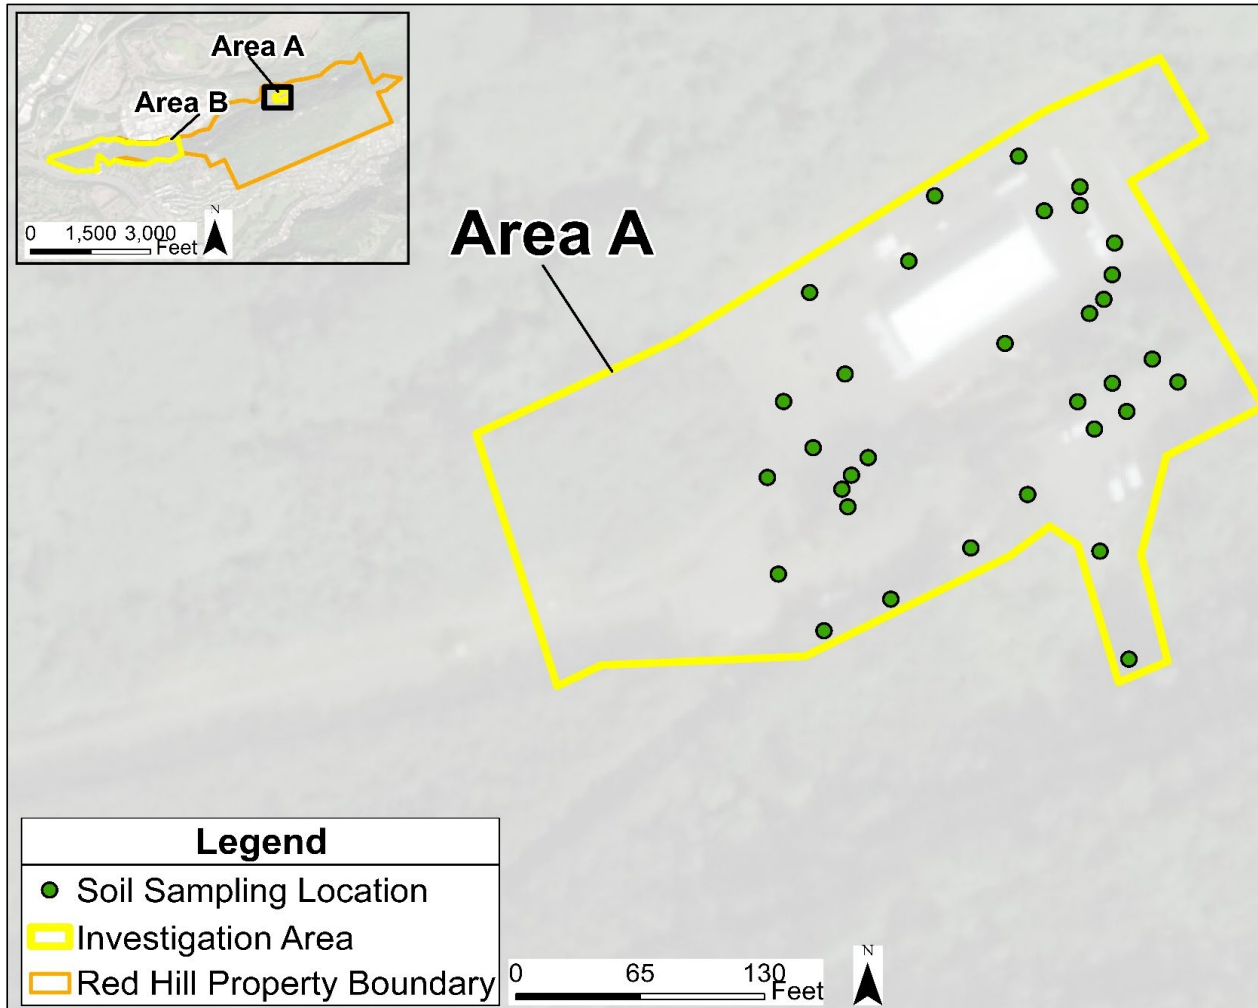 Area A
Area B
N
0 1,500 3,000
Feet
Area A
Legend
Soil Sampling Location
Investigation Area
Red Hill Property Boundary
N
0 65 130
Feet